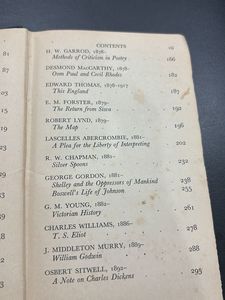 CONTENTS vii
81 H. W. GARROD, 1878-
Methods of Criticism in Poetry 166
87 DESMOND MacCARTHY, 1878-
Oom Paul and Cecil Rhodes 182
EDWARD THOMAS, 1878-1917
This England 187
E. M. FORSTER, 1879-
The Return from Siwa 192
ROBERT LYND, 1879-
The Map 196
LASCELLES ABERCROMBIE, 1881-
A Plea for the Liberty of Interpreting 202
R. W. CHAPMAN, 1881-
Silver Spoons 232
GEORGE GORDON, 1881-
Shelley and the Oppressors of Mankind 238
Boswell's Life of Johnson 255
G. M. YOUNG, 1882-
Victorian History 261
CHARLES WILLIAMS, 1886-
T. S. Eliot 278
J. MIDDLETON MURRY, 1889-
William Godwin 288
OSBERT SITWELL, 1892-
A Note on Charles Dickens 295